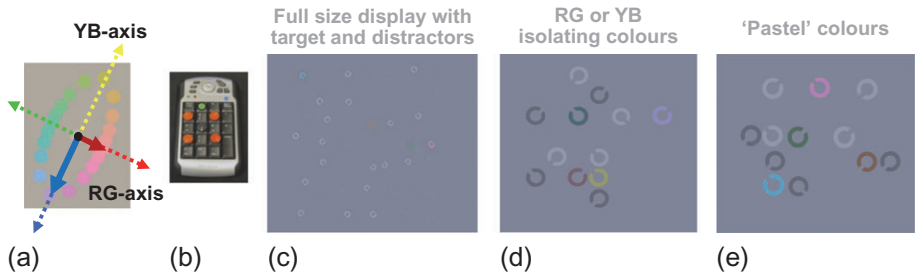 YB-axis
RG-axis
(a)
(b)
Full size display with
target and distractors
(c)
RG or YB
isolating colours
(d)
‘Pastel’ colours
(e)